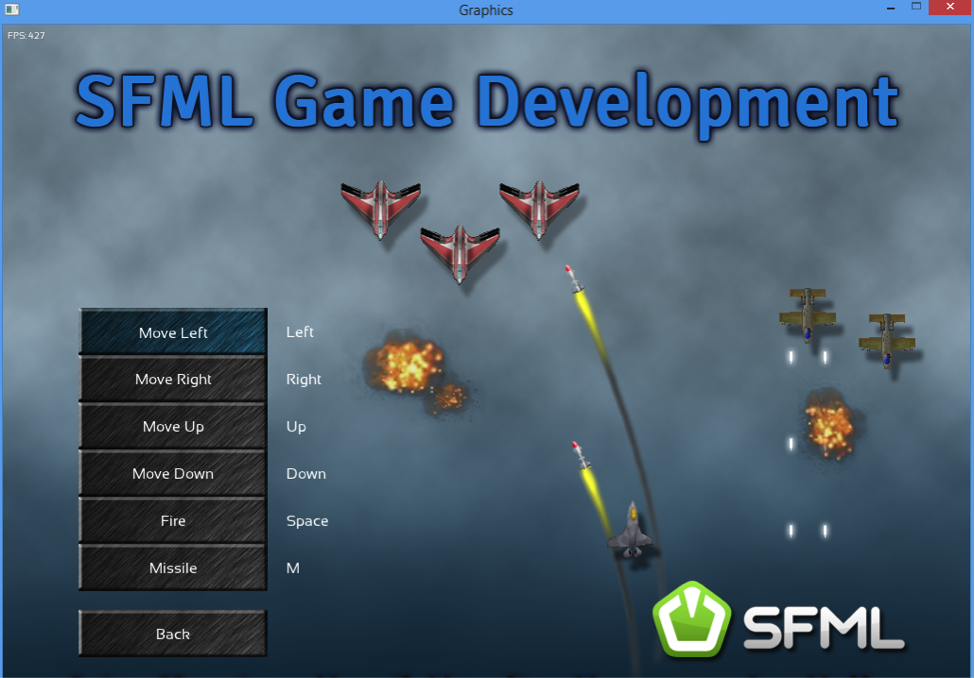 Graphics
FPS: 427
SFML Game Development
Move Left Left
Move Right Right
Move Up Up
Move Down Down
Fire Space
Missile M
Back
SFML